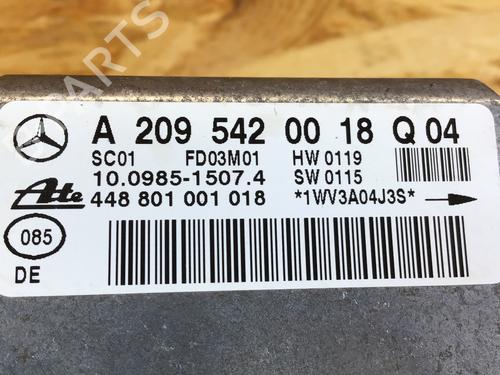 A 209 542 00 18 Q 04
SC01 FD03M01 HW 0119
10.0985-1507.4 SW 0115
Ate 448 801 001 018 *1WV3A04J3S*
085
DE
B-PARTS